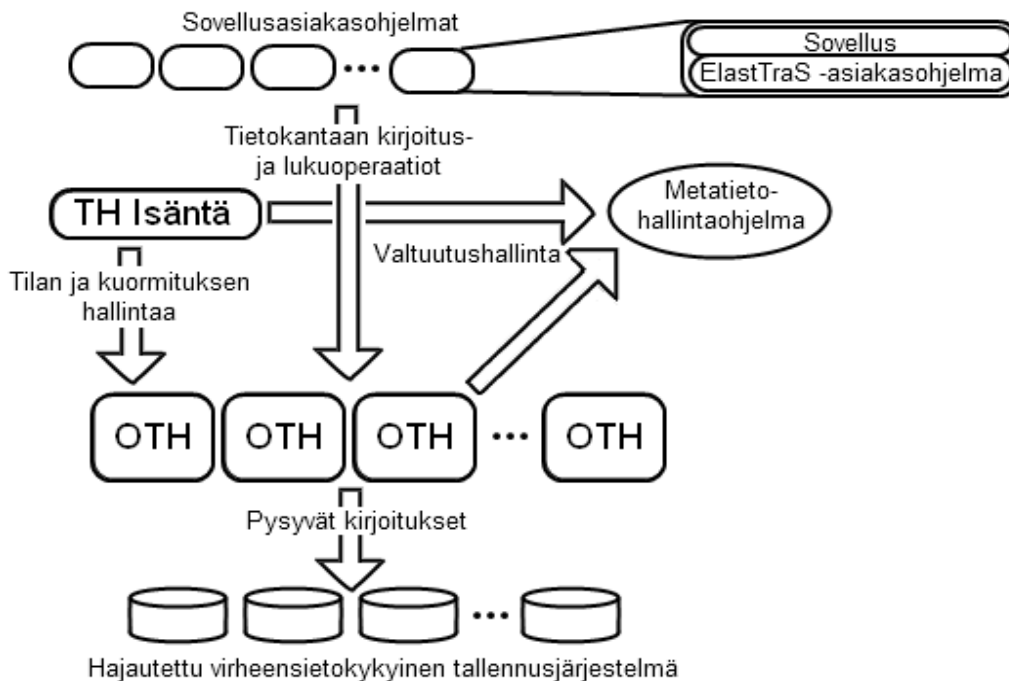 Sovellusasiakasohjelmat
Sovellus
ElastTraS -asiakasohjelma
Tietokantaan kirjoitus-
ja lukuoperaatiot
TH Isäntä
Metatieto-
hallintaohjelma
Valtuutushallinta
Tilan ja kuormituksen
hallintaa
OTH
OTH
OTH
OTH
Pysyvät kirjoitukset
Hajautettu virheensietokykyinen tallennusjärjestelmä